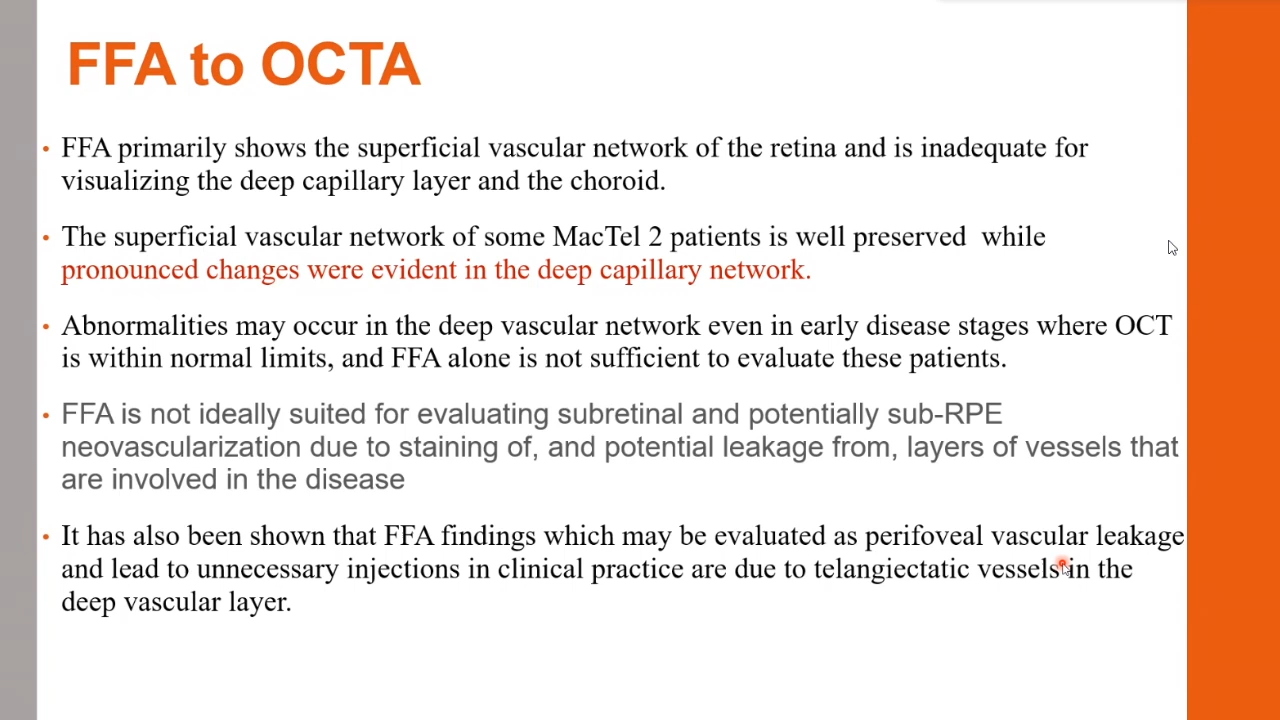 FFA to OCTA
• FFA primarily shows the superficial vascular network of the retina and is inadequate for
visualizing the deep capillary layer and the choroid.
• The superficial vascular network of some MacTel 2 patients is well preserved  while
pronounced changes were evident in the deep capillary network.
• Abnormalities may occur in the deep vascular network even in early disease stages where OCT
is within normal limits, and FFA alone is not sufficient to evaluate these patients.
• FFA is not ideally suited for evaluating subretinal and potentially sub-RPE
neovascularization due to staining of, and potential leakage from, layers of vessels that
are involved in the disease
• It has also been shown that FFA findings which may be evaluated as perifoveal vascular leakage
and lead to unnecessary injections in clinical practice are due to telangiectatic vessels in the
deep vascular layer.